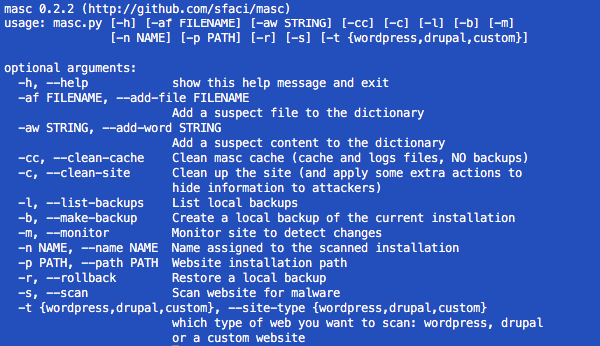 masc 0.2.2 (http://github.com/sfaci/masc)
usage: masc.py [-h] [-af FILENAME] [-aw STRING] [-cc] [-c] [-l] [-b] [-m]
[-n NAME] [-p PATH] [-r] [-s] [-t {wordpress,drupal,custom}]
optional arguments:
-h, --help show this help message and exit
-af FILENAME, --add-file FILENAME
Add a suspect file to the dictionary
-aw STRING, --add-word STRING
Add a suspect content to the dictionary
-cc, --clean-cache Clean masc cache (cache and logs files, NO backups)
-c, --clean-site Clean up the site (and apply some extra actions to
hide information to attackers)
-l, --list-backups List local backups
-b, --make-backup Create a local backup of the current installation
-m, --monitor Monitor site to detect changes
-n NAME, --name NAME Name assigned to the scanned installation
-p PATH, --path PATH Website installation path
-r, --rollback Restore a local backup
-s, --scan Scan website for malware
-t {wordpress,drupal,custom}, --site-type {wordpress,drupal,custom}
which type of web you want to scan: wordpress, drupal
or a custom website